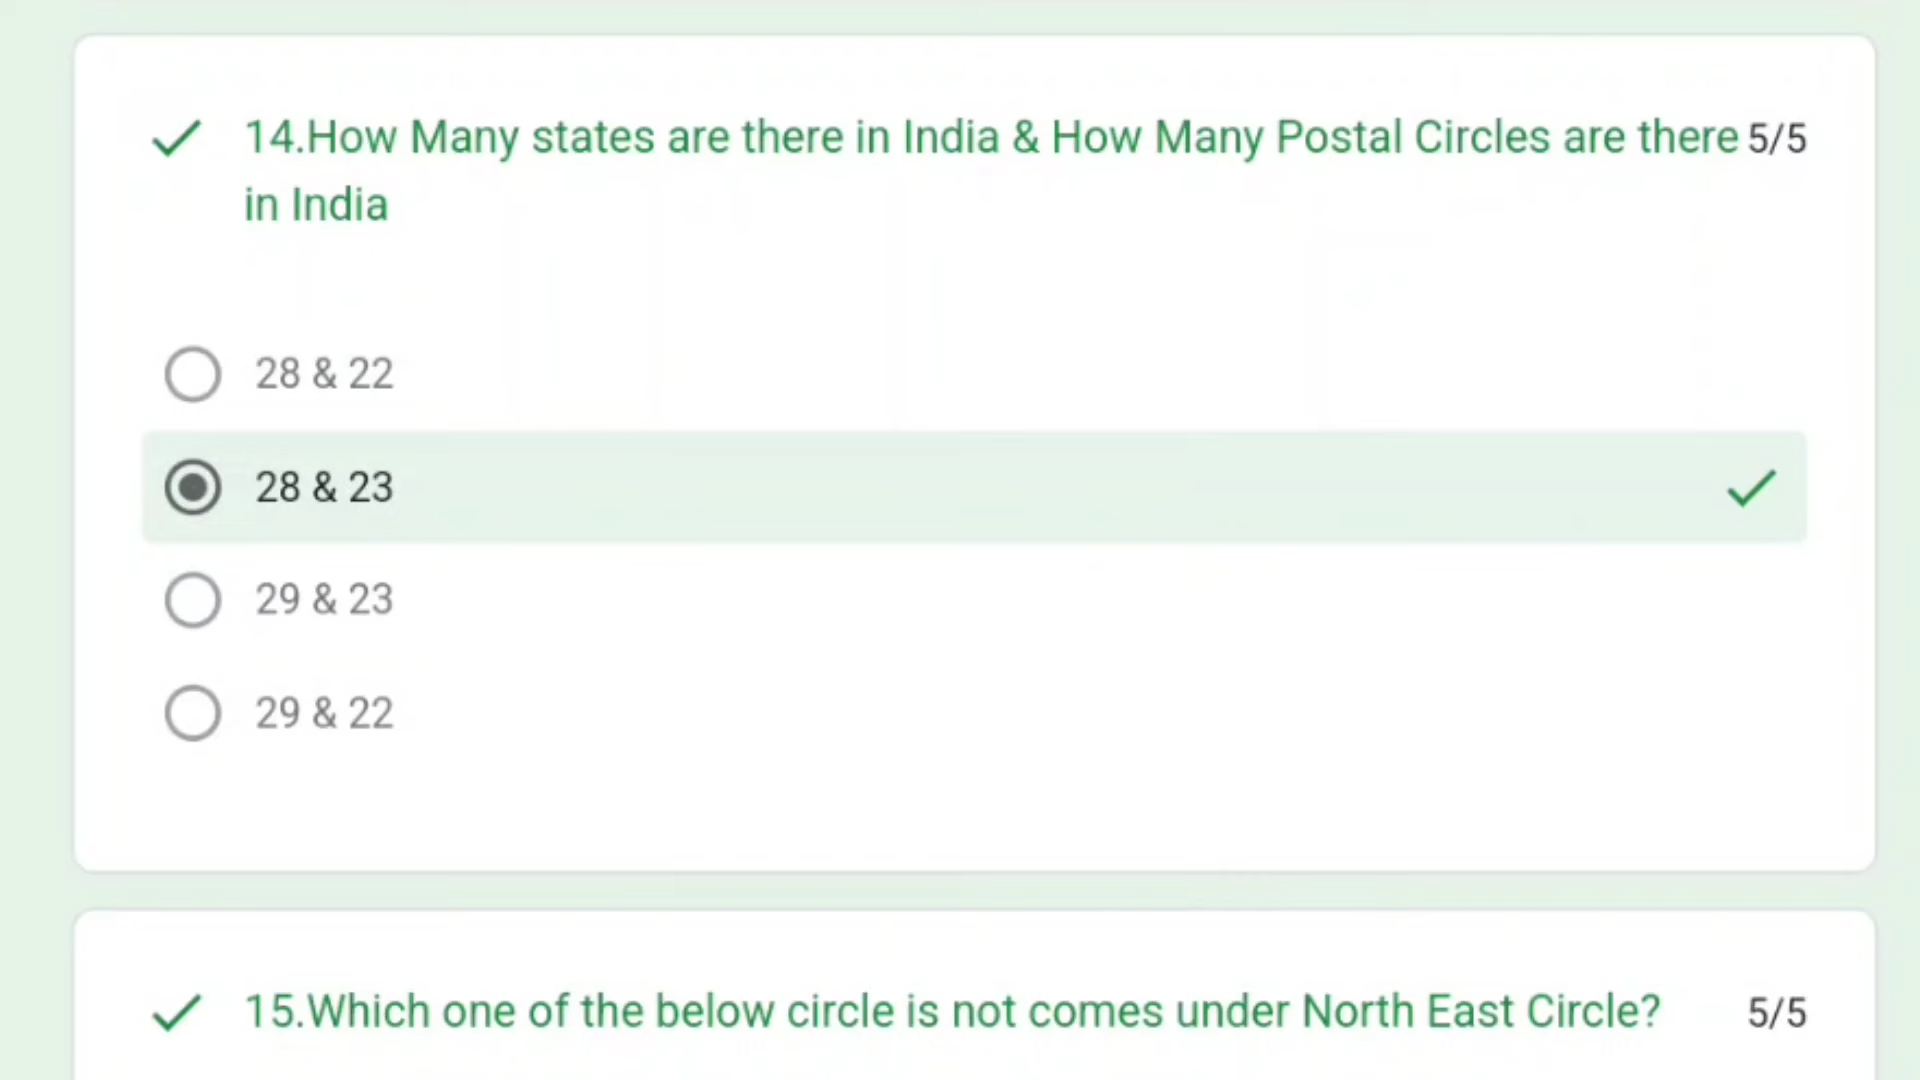 14.How Many states are there in India & How Many Postal Circles are there 5/5
in India
28 & 22
28 & 23
29 & 23
29 & 22
15.Which one of the below circle is not comes under North East Circle? 5/5